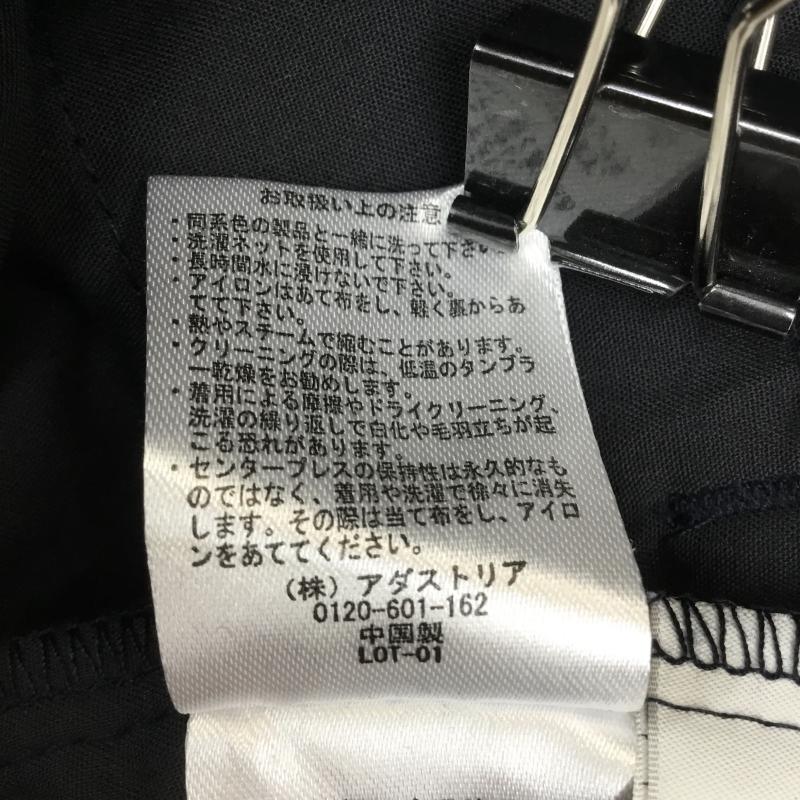 お取扱い上の注意
・同系色の製品と一緒に洗って下さい
・洗濯ネットを使用して下さい。
・長時間水に浸けないで下さい。
・アイロンはあて布をし、軽く裏からあ
てて下さい。
・熱やスチームで縮むことがあります。
・クリーニングの際は、低温のタンブラ
ー乾燥をお勧めします。
・着用による摩擦やドライクリーニング、
洗濯の繰り返しで白化や毛羽立ちが起
こる恐れがあります。
・センタープレスの保持性は永久的なも
のではなく、着用や洗濯で徐々に消失
します。その際は当て布をし、アイロ
ンをあててください。
（株）アダストリア
0120-601-162
中国製
LOT-01